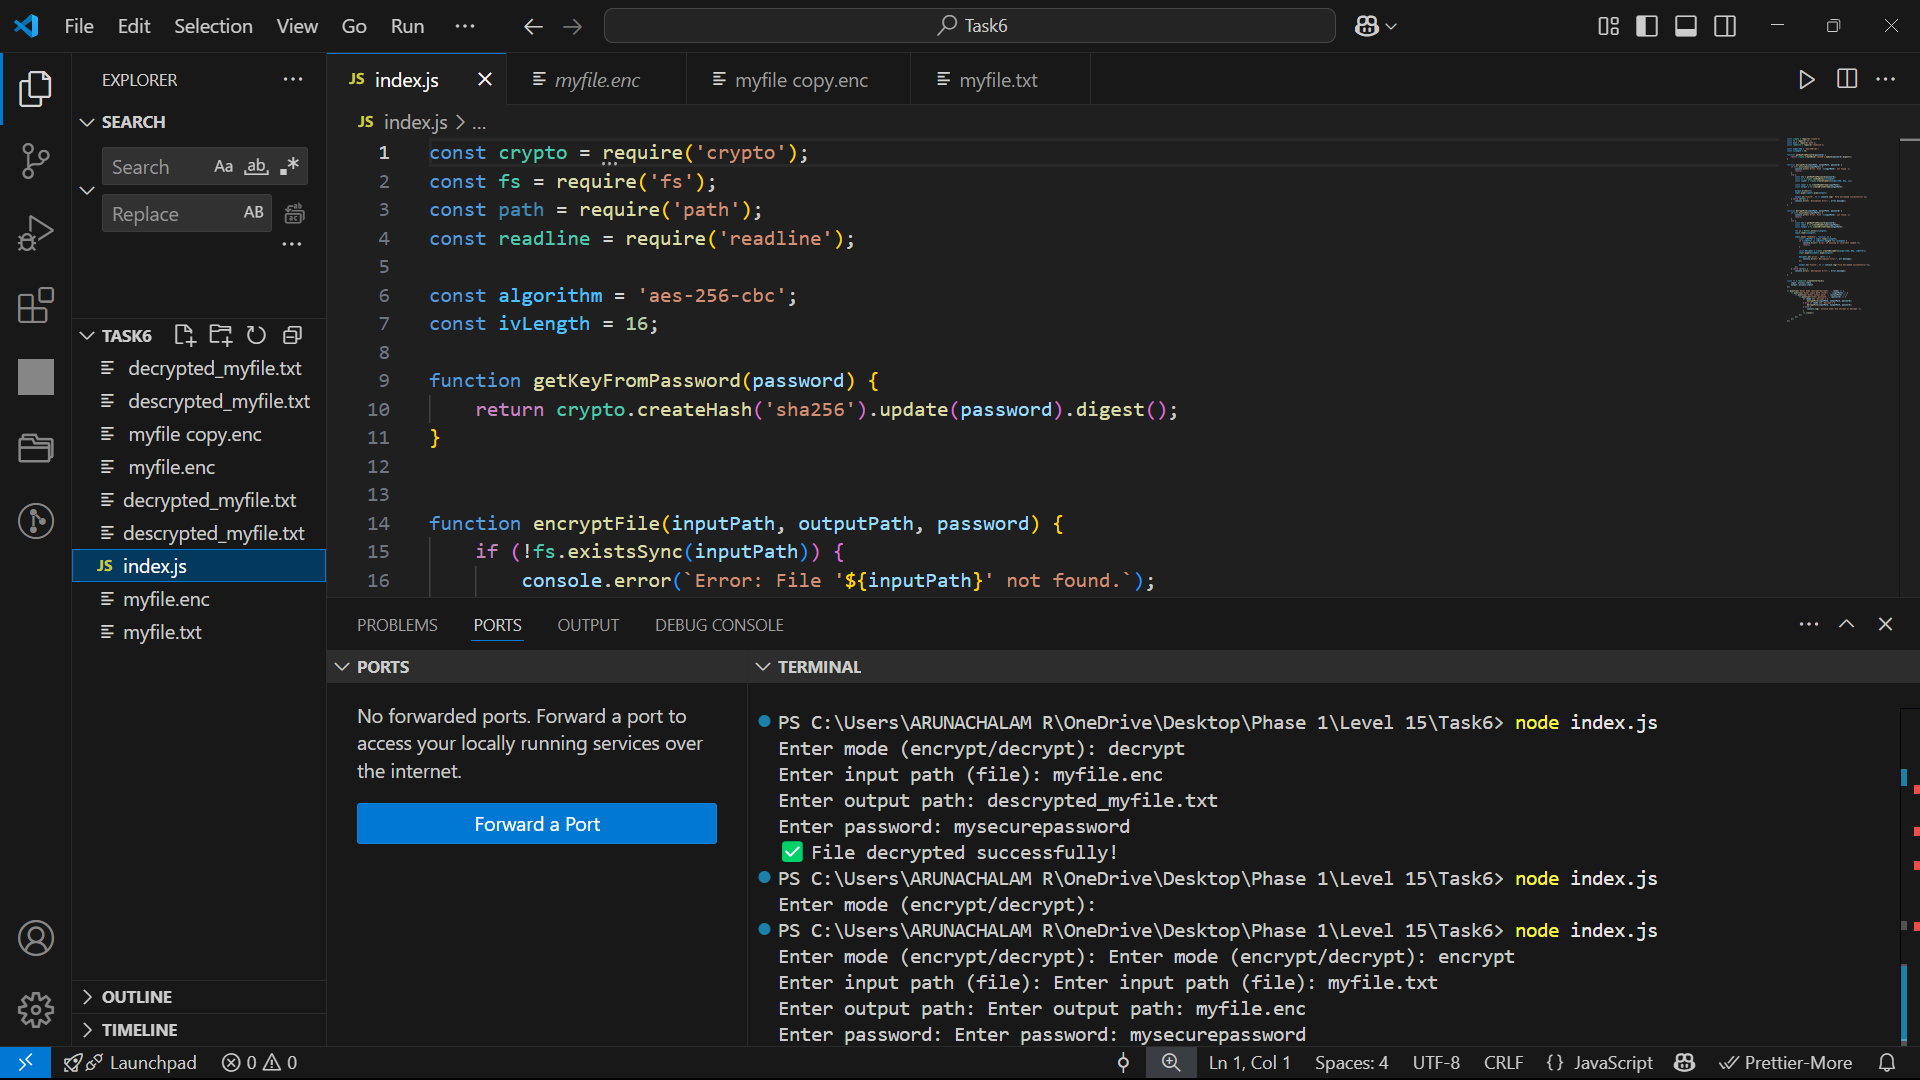 File Edit Selection View Go Run ··· Task6
EXPLORER
SEARCH
Search Aa ab
Replace AB
TASK6
decrypted_myfile.txt
descrypted_myfile.txt
myfile copy.enc
myfile.enc
decrypted_myfile.txt
descrypted_myfile.txt
JS index.js
myfile.enc
myfile.txt
OUTLINE
TIMELINE
JS index.js myfile.enc myfile copy.enc myfile.txt
JS index.js > ...
1 const crypto = require('crypto');
2 const fs = require('fs');
3 const path = require('path');
4 const readline = require('readline');
5
6 const algorithm = 'aes-256-cbc';
7 const ivLength = 16;
8
9 function getKeyFromPassword(password) {
10 return crypto.createHash('sha256').update(password).digest();
11 }
12
13
14 function encryptFile(inputPath, outputPath, password) {
15 if (!fs.existsSync(inputPath)) {
16 console.error(`Error: File '${inputPath}' not found.`);
PROBLEMS PORTS OUTPUT DEBUG CONSOLE
PORTS
No forwarded ports. Forward a port to
access your locally running services over
the internet.
Forward a Port
TERMINAL
PS C:\Users\ARUNACHALAM R\OneDrive\Desktop\Phase 1\Level 15\Task6> node index.js
Enter mode (encrypt/decrypt): decrypt
Enter input path (file): myfile.enc
Enter output path: descrypted_myfile.txt
Enter password: mysecurepassword
✅ File decrypted successfully!
PS C:\Users\ARUNACHALAM R\OneDrive\Desktop\Phase 1\Level 15\Task6> node index.js
Enter mode (encrypt/decrypt):
PS C:\Users\ARUNACHALAM R\OneDrive\Desktop\Phase 1\Level 15\Task6> node index.js
Enter mode (encrypt/decrypt): Enter mode (encrypt/decrypt): encrypt
Enter input path (file): Enter input path (file): myfile.txt
Enter output path: Enter output path: myfile.enc
Enter password: Enter password: mysecurepassword
Launchpad 0 0 Ln 1, Col 1 Spaces: 4 UTF-8 CRLF {} JavaScript Prettier-More